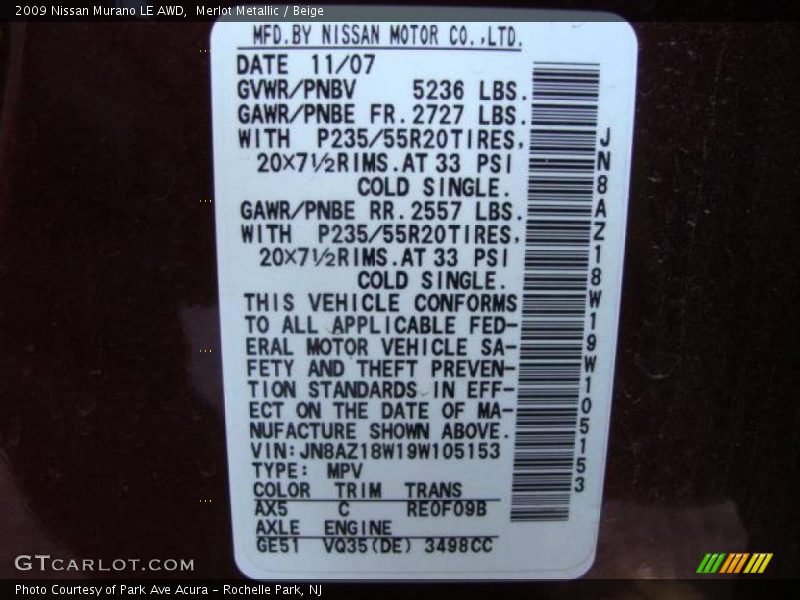 2009 Nissan Murano LE AWD,  Merlot Metallic / Beige
MFD.BY NISSAN MOTOR CO.,LTD.
DATE 11/07
GVWR/PNBV 5236 LBS.
GAWR/PNBE FR.2727 LBS.
WITH P235/55R20TIRES,
20×7½RIMS.AT 33 PSI
COLD SINGLE.
GAWR/PNBE RR.2557 LBS.
WITH P235/55R20TIRES,
20×7½RIMS.AT 33 PSI
COLD SINGLE.
THIS VEHICLE CONFORMS
TO ALL APPLICABLE FED-
ERAL MOTOR VEHICLE SA-
FETY AND THEFT PREVEN-
TION STANDARDS IN EFF-
ECT ON THE DATE OF MA-
NUFACTURE SHOWN ABOVE.
VIN:JN8AZ18W19W105153
TYPE: MPV
COLOR TRIM TRANS
AX5 C RE0F09B
AXLE ENGINE
GE51 VQ35(DE) 3498CC
JN8AZ18W19W105153
GTCARLOT.COM
Photo Courtesy of Park Ave Acura – Rochelle Park, NJ